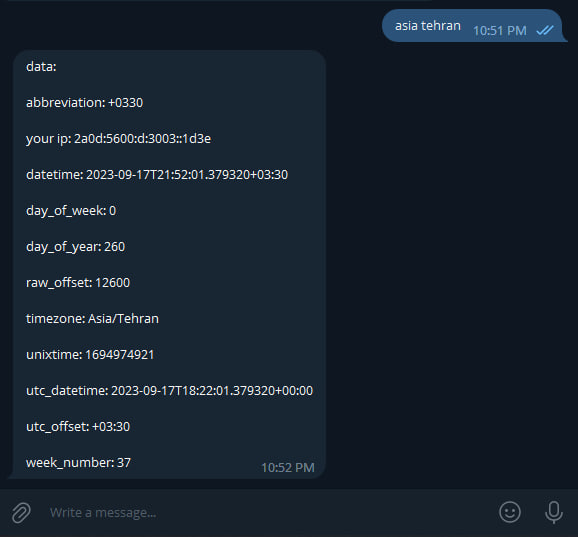 asia tehran 10:51 PM
data:
abbreviation: +0330
your ip: 2a0d:5600:d:3003::1d3e
datetime: 2023-09-17T21:52:01.379320+03:30
day_of_week: 0
day_of_year: 260
raw_offset: 12600
timezone: Asia/Tehran
unixtime: 1694974921
utc_datetime: 2023-09-17T18:22:01.379320+00:00
utc_offset: +03:30
week_number: 37 10:52 PM
Write a message...